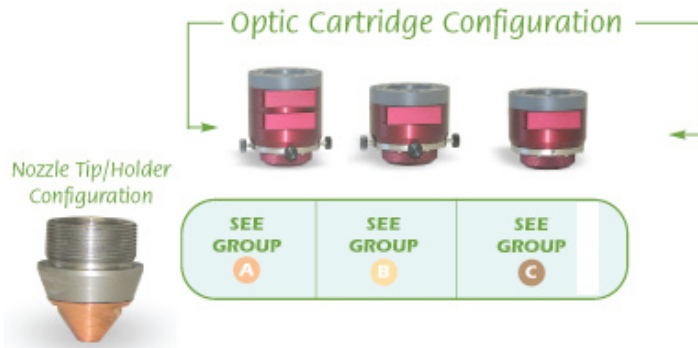 Optic Cartridge Configuration
Nozzle Tip/Holder
Configuration
SEE
GROUP
A
SEE
GROUP
B
SEE
GROUP
C